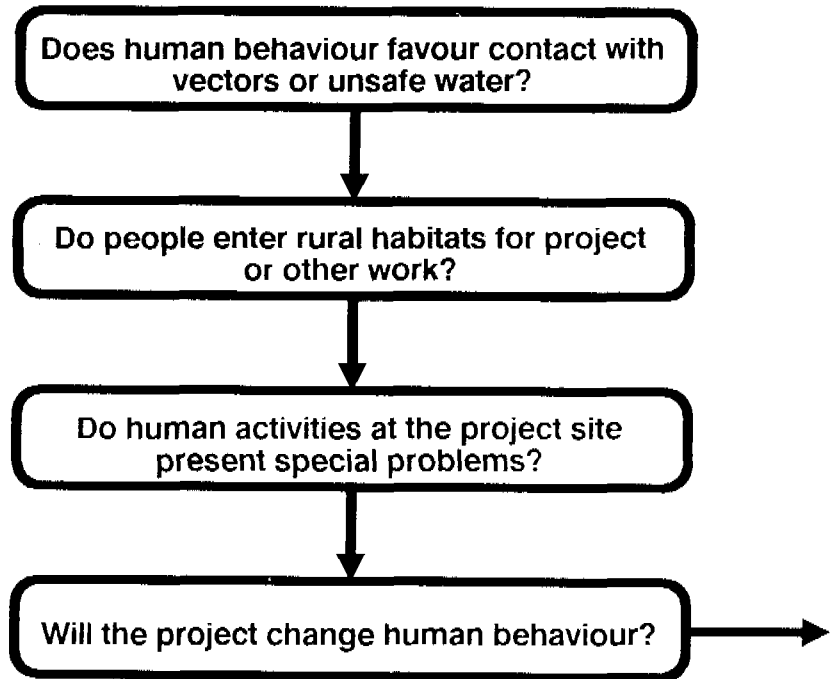 Does human behaviour favour contact with
vectors or unsafe water?
Do people enter rural habitats for project
or other work?
Do human activities at the project site
present special problems?
Will the project change human behaviour?